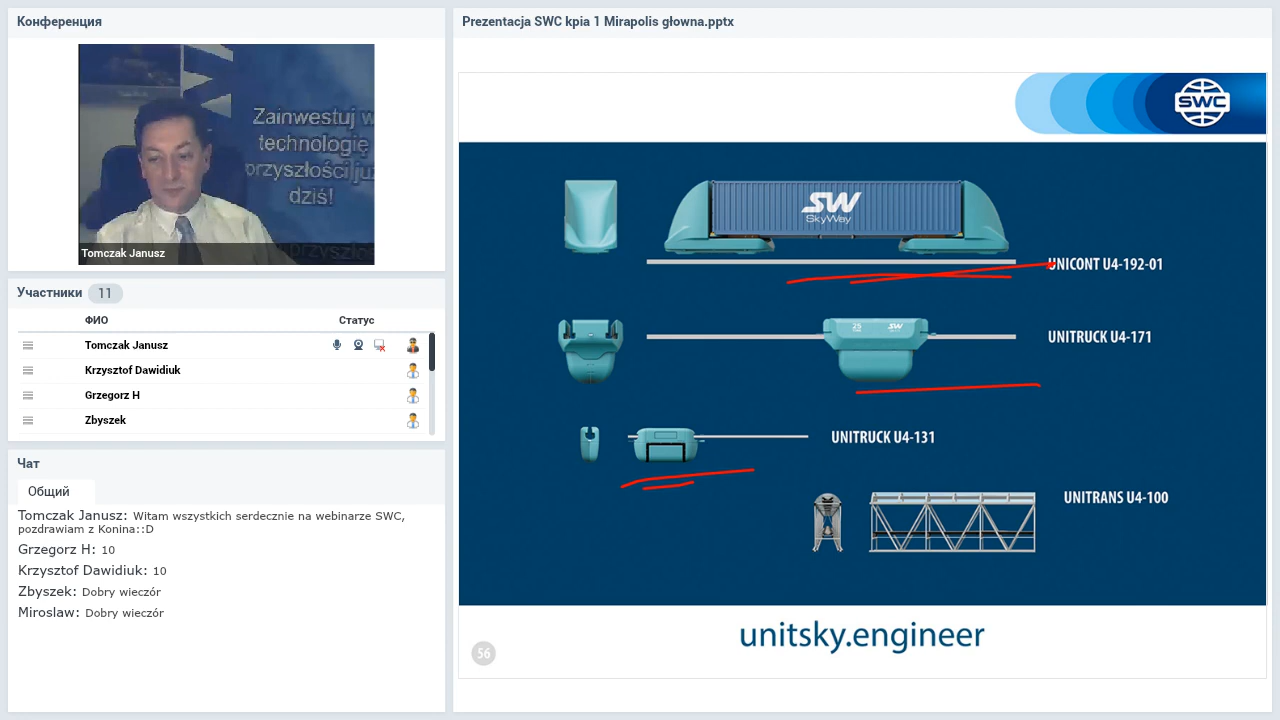 Конференция
Zainwestuj w
technologię
przyszłości już
dziś!
Tomczak Janusz
Участники 11
ФИО Статус
Tomczak Janusz
Krzysztof Dawidiuk
Grzegorz H
Zbyszek
Чат
Общий
Tomczak Janusz: Witam wszystkich serdecznie na webinarze SWC,
pozdrawiam z Konina::D
Grzegorz H: 10
Krzysztof Dawidiuk: 10
Zbyszek: Dobry wieczór
Miroslaw: Dobry wieczór
Prezentacja SWC kpia 1 Mirapolis głowna.pptx
SWC
SW
SkyWay
UNICONT U4-192-01
25
SW
UNITRUCK U4-171
UNITRUCK U4-131
UNITRANS U4-100
unitsky.engineer
56